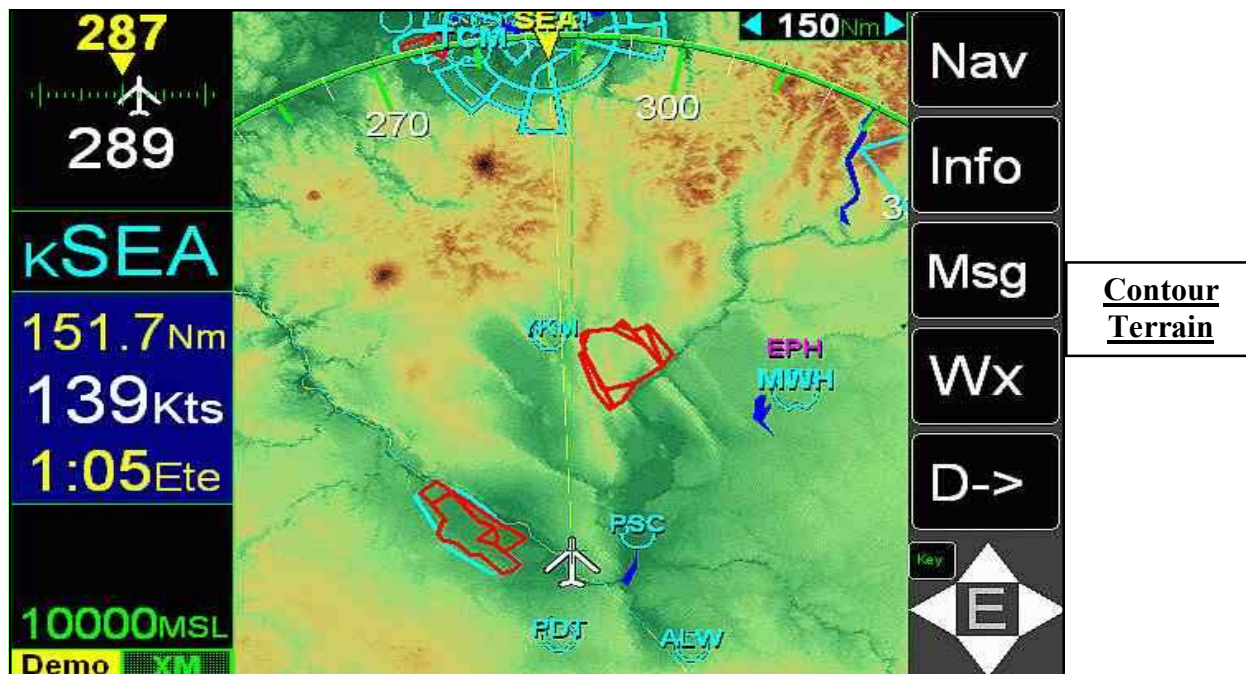 287
289
KSEA
151.7Nm
139Kts
1:05Ete
10000MSL
Demo XM
SEA
TCM
150Nm
270
300
3
YKM
EPH
MWH
PSC
PDT
ALW
Nav
Info
Msg
Wx
D->
Key
E
Contour
Terrain